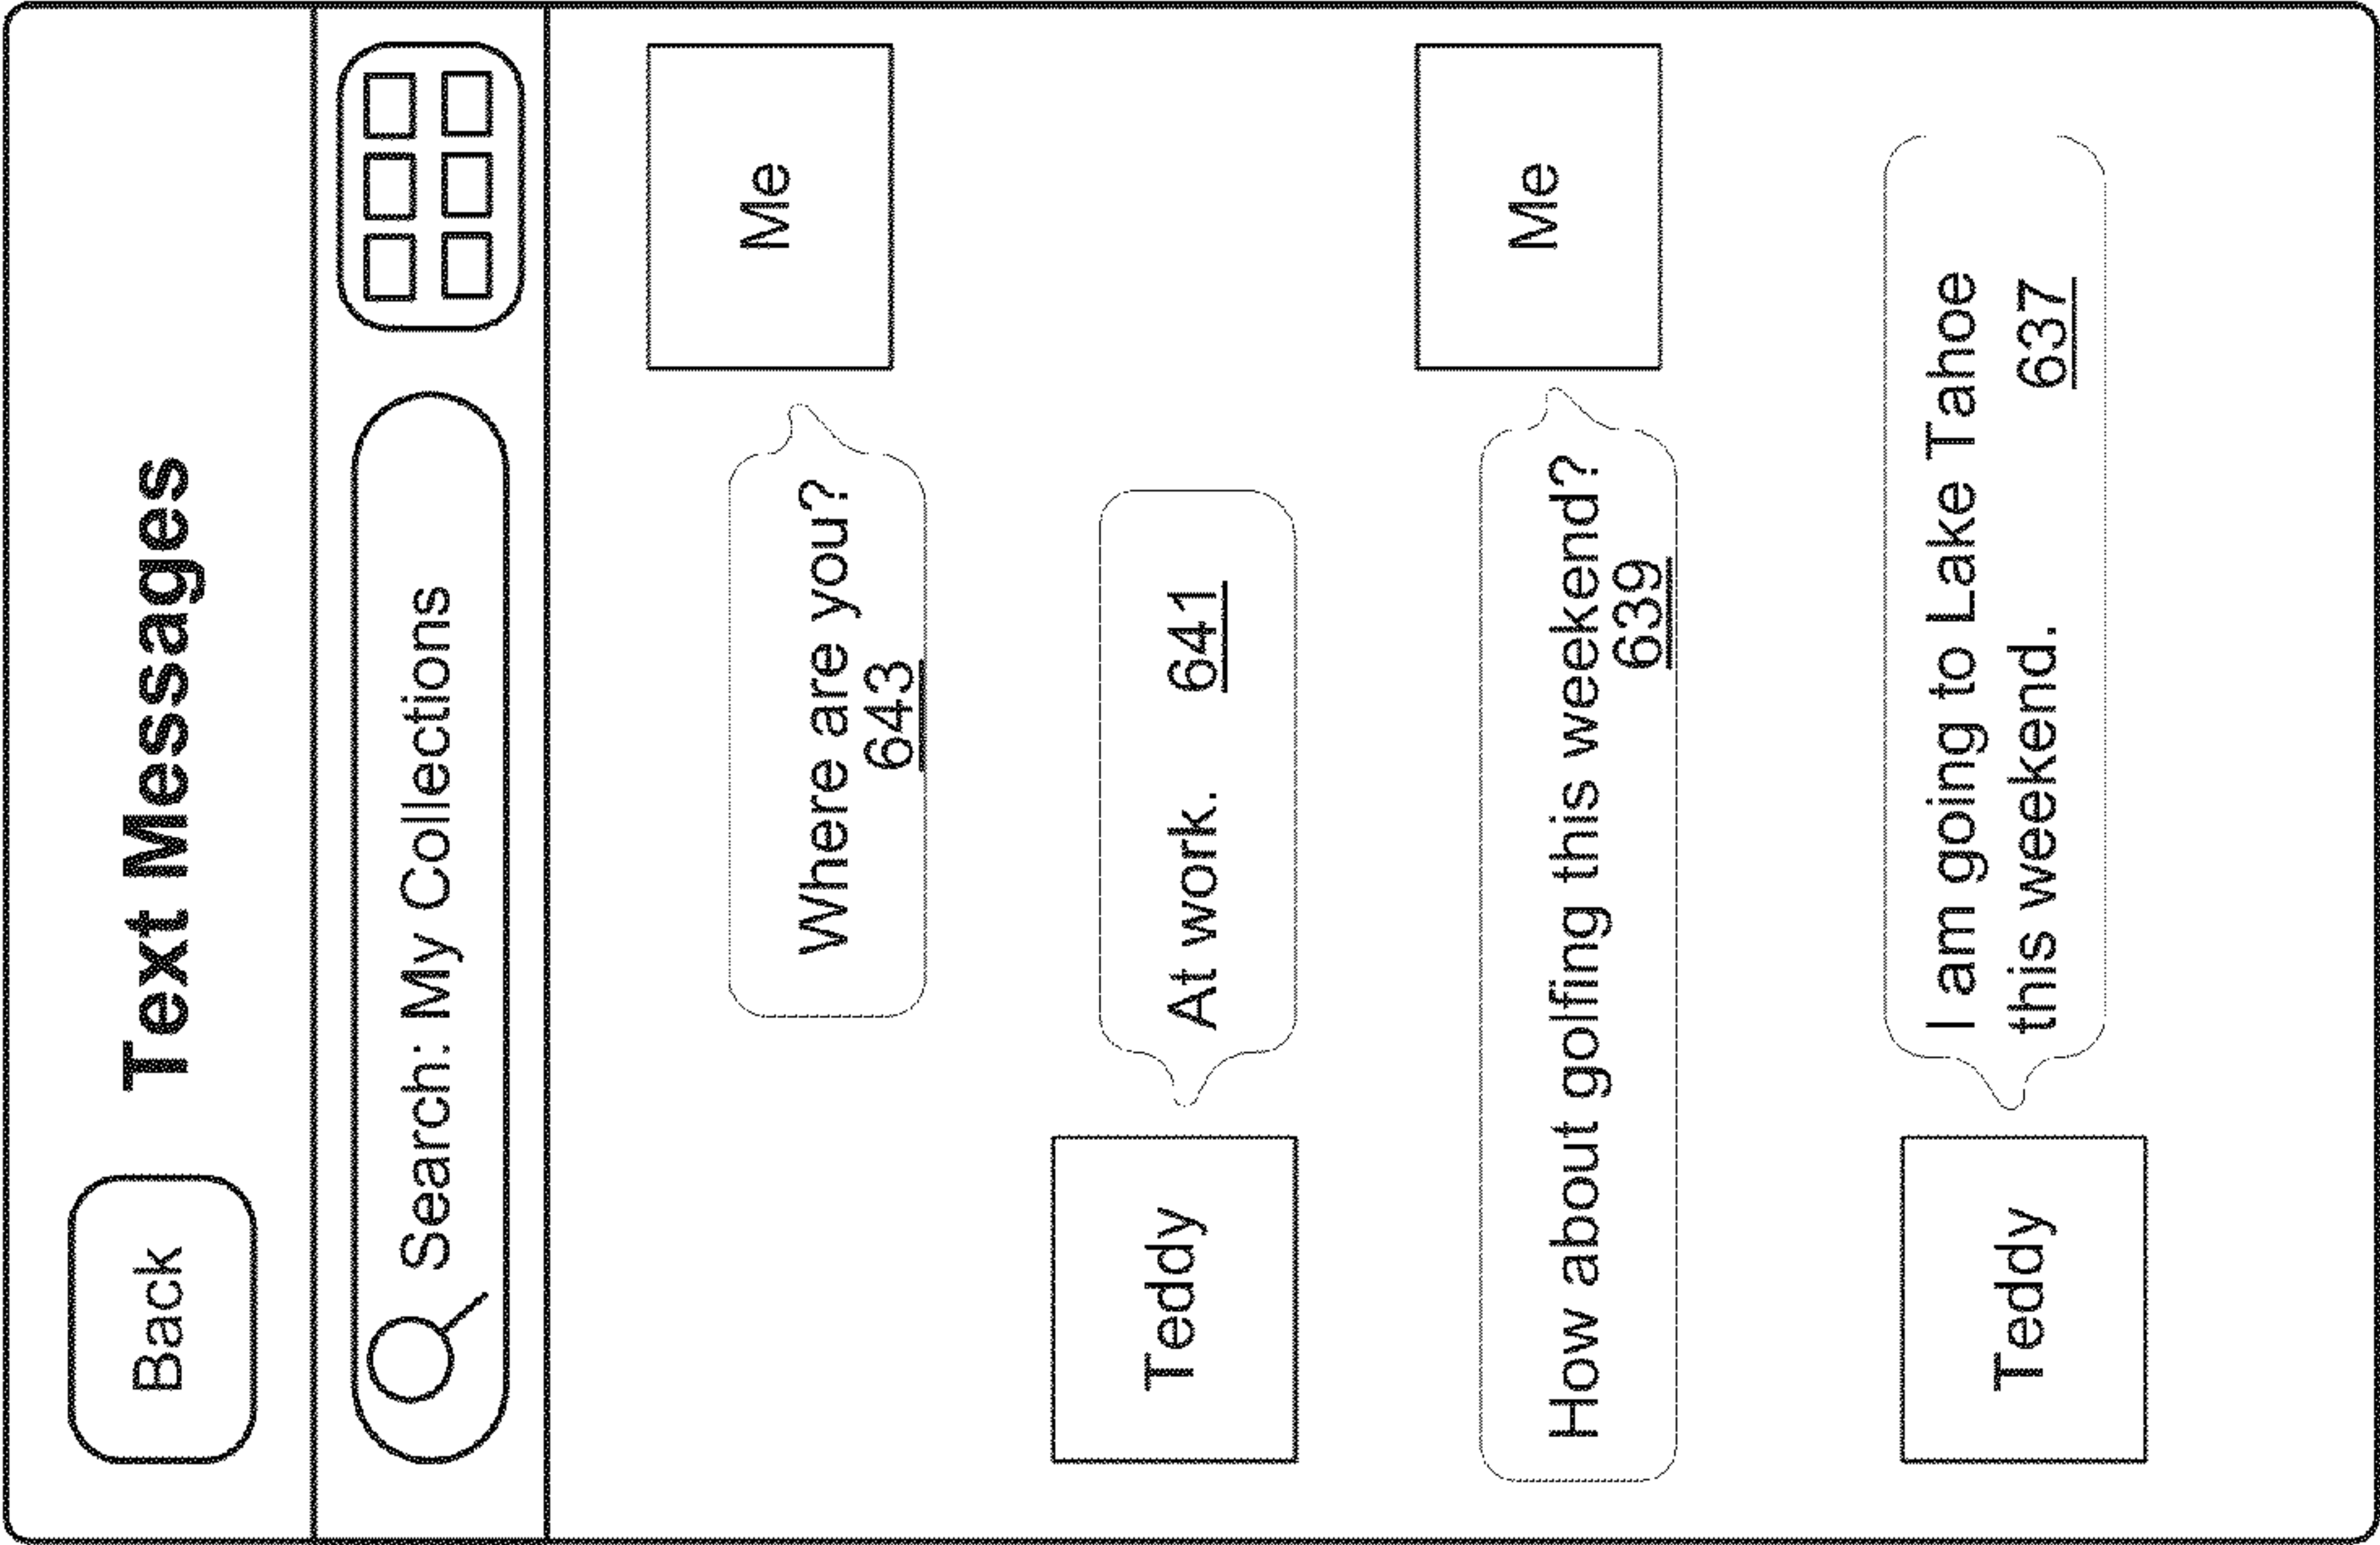 Back
Text Messages
Search: My Collections
Me
Where are you?
643
Teddy
At work. 641
Me
How about golfing this weekend?
639
Teddy
I am going to Lake Tahoe
this weekend. 637